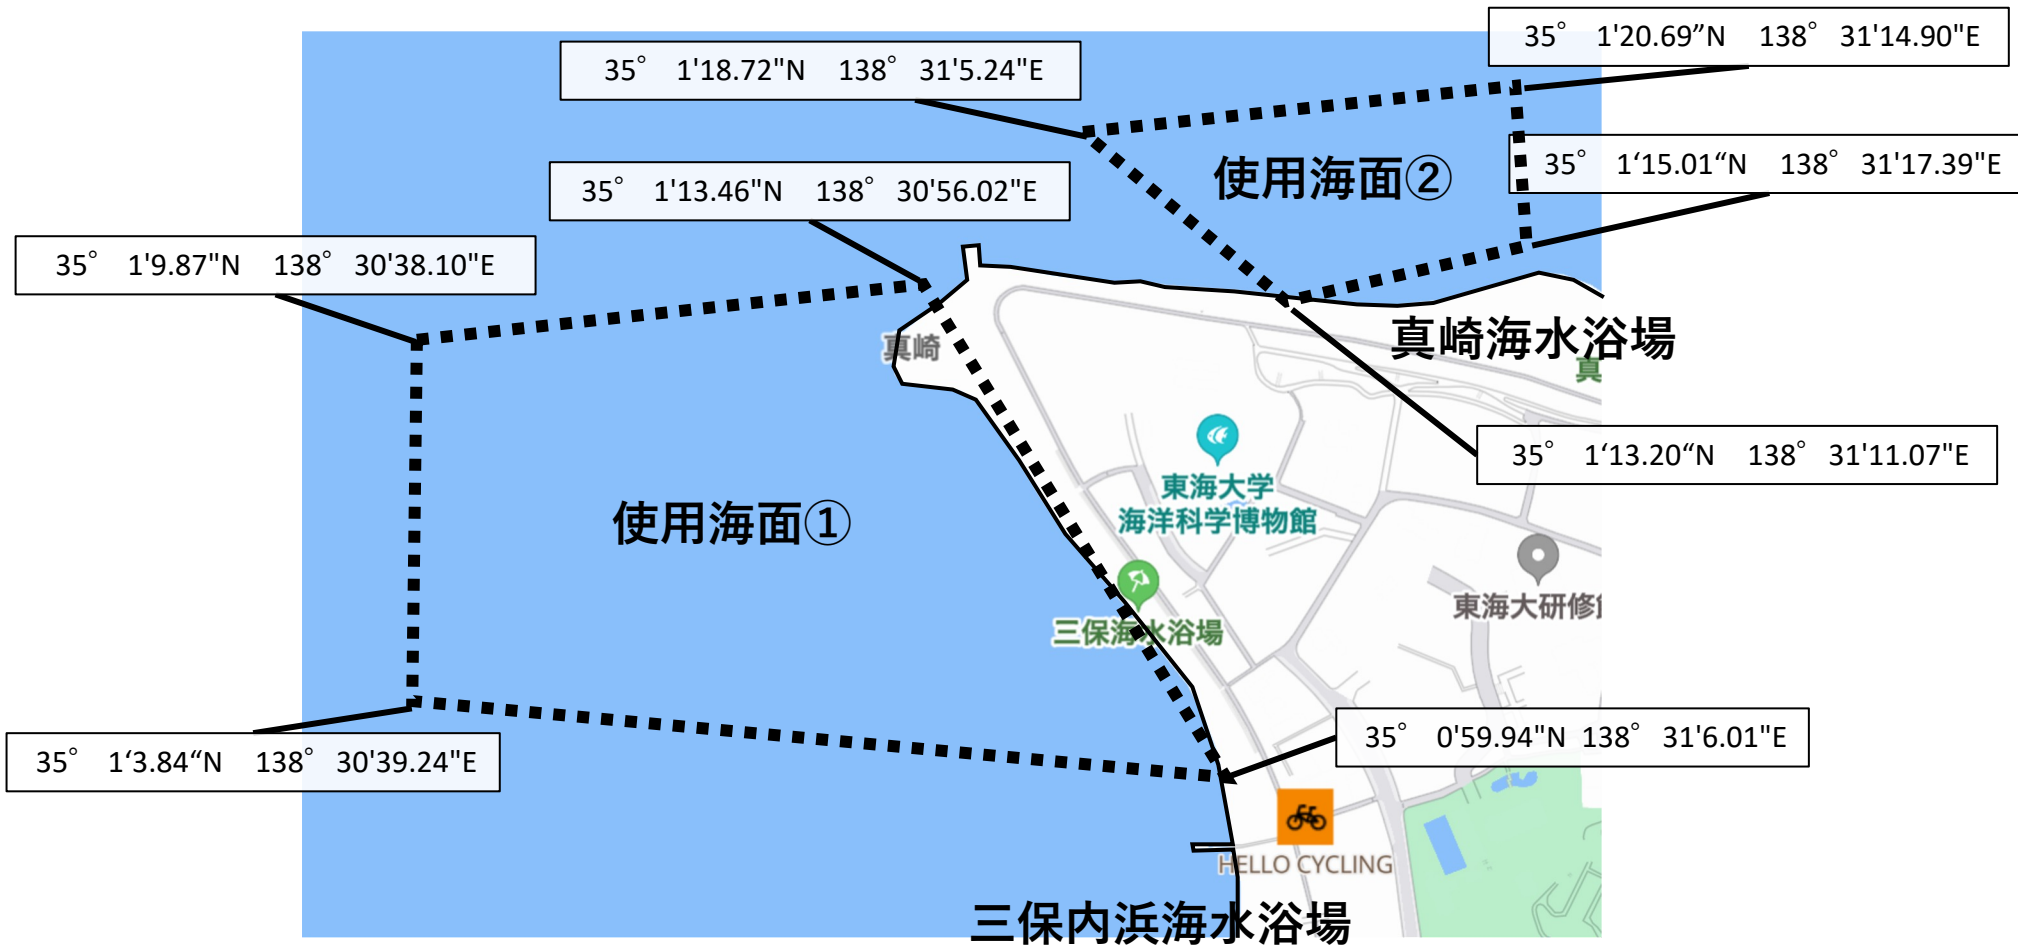 35°　1'20.69”N　138°　31'14.90"E
35°　1'18.72"N　138°　31'5.24"E
35°　1‘15.01“N　138°　31'17.39"E
使用海面②
35°　1'13.46"N　138°　30'56.02"E
35°　1'9.87"N　138°　30'38.10"E
真崎海水浴場
真崎
真
35°　1‘13.20“N　138°　31'11.07"E
東海大学
海洋科学博物館
使用海面①
東海大研修
三保海水浴場
35°　0'59.94"N 138°　31'6.01"E
35°　1‘3.84“N　138°　30'39.24"E
HELLO CYCLING
三保内浜海水浴場